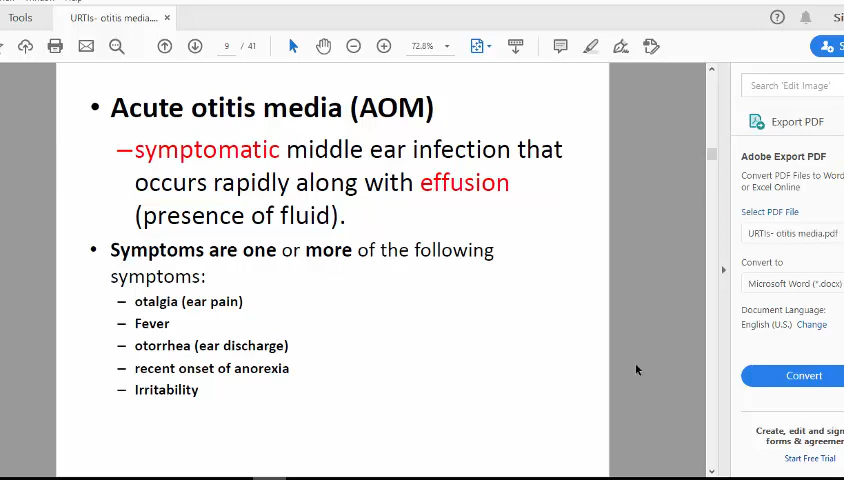 Tools
URTIs- otitis media....
×
9 / 41
72.8%
• Acute otitis media (AOM)
–symptomatic middle ear infection that
occurs rapidly along with effusion
(presence of fluid).
• Symptoms are one or more of the following
symptoms:
– otalgia (ear pain)
– Fever
– otorrhea (ear discharge)
– recent onset of anorexia
– Irritability
Search 'Edit Image'
Export PDF
Adobe Export PDF
Convert PDF Files to Word
or Excel Online
Select PDF File
URTIs- otitis media.pdf
Convert to
Microsoft Word (*.docx)
Document Language:
English (U.S.) Change
Convert
Create, edit and sign
forms & agreeme
Start Free Trial